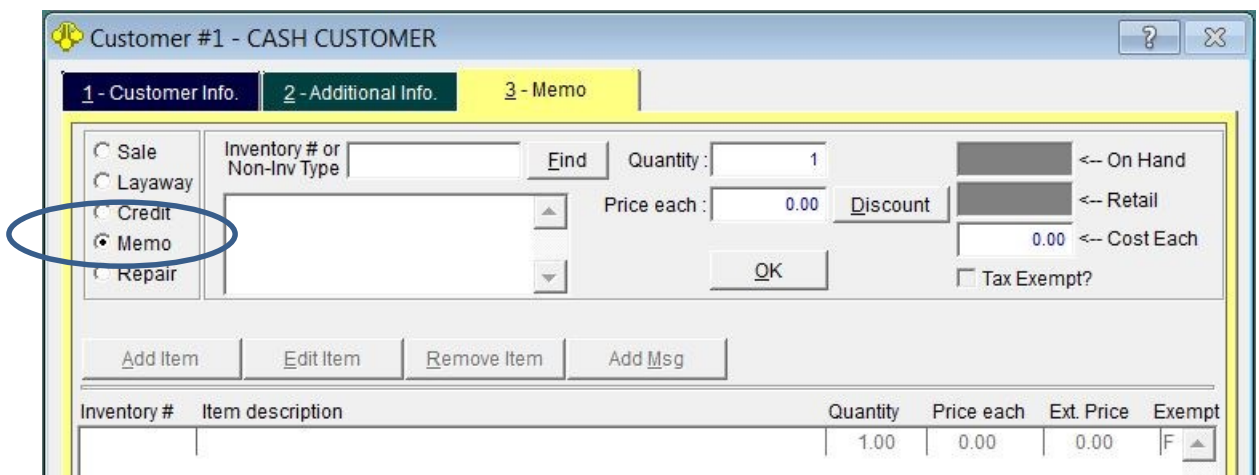 Customer #1 - CASH CUSTOMER
1 - Customer Info.
2 - Additional Info.
3 - Memo
Sale
Layaway
Credit
Memo
Repair
Inventory # or
Non-Inv Type
Find
Quantity :
1
Price each :
0.00
Discount
OK
<-- On Hand
<-- Retail
0.00 <-- Cost Each
Tax Exempt?
Add Item
Edit Item
Remove Item
Add Msg
Inventory # Item description Quantity Price each Ext. Price Exempt
1.00 0.00 0.00 F